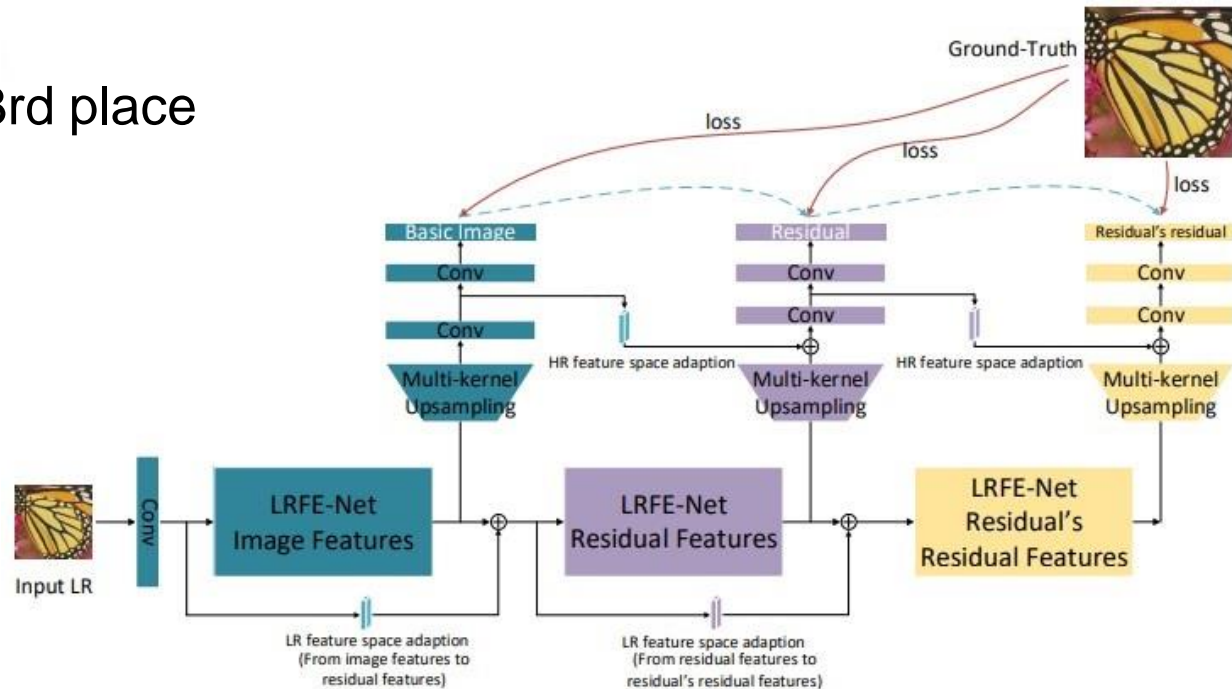 3rd place
Ground-Truth
loss
loss
loss
Basic Image
Residual
Residual's residual
Conv
Conv
Conv
Conv
Conv
Conv
HR feature space adaption
HR feature space adaption
Multi-kernel
Upsampling
Multi-kernel
Upsampling
Multi-kernel
Upsampling
Input LR
Conv
LRFE-Net
Image Features
LRFE-Net
Residual Features
LRFE-Net
Residual's
Residual Features
LR feature space adaption
(From image features to
residual features)
LR feature space adaption
(From residual features to
residual's residual features)